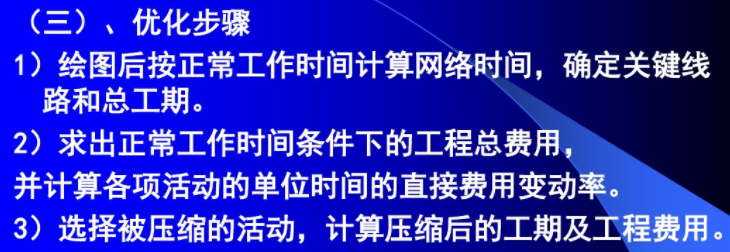 （三）、优化步骤
1）绘图后按正常工作时间计算网络时间，确定关键线
路和总工期。
2）求出正常工作时间条件下的工程总费用，
并计算各项活动的单位时间的直接费用变动率。
3）选择被压缩的活动，计算压缩后的工期及工程费用。